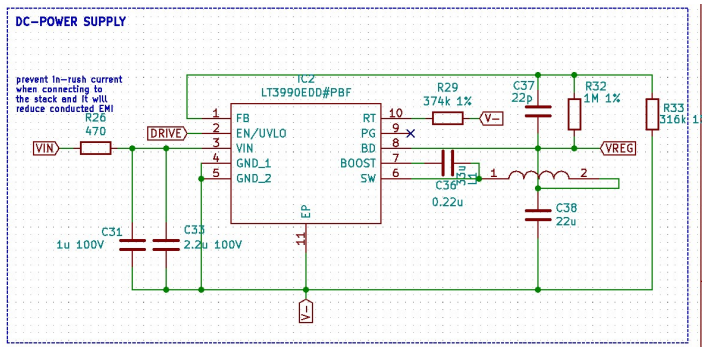 DC-POWER SUPPLY
prevent in-rush current
when connecting to
the stack and it will
reduce conducted EMI
R26
470
VIN
DRIVE
IC2
LT3990EDD#PBF
1 FB
2 EN/UVLO
3 VIN
4 GND_1
5 GND_2
RT 10
PG 9
BD 8
BOOST 7
SW 6
EP
11
R29
374k 1%
V-
C37
22p
R32
1M 1%
R33
316k 1
VREG
C36
0.22u
33u
L1
1 2
C38
22u
C31
1u 100V
C33
2.2u 100V
V-